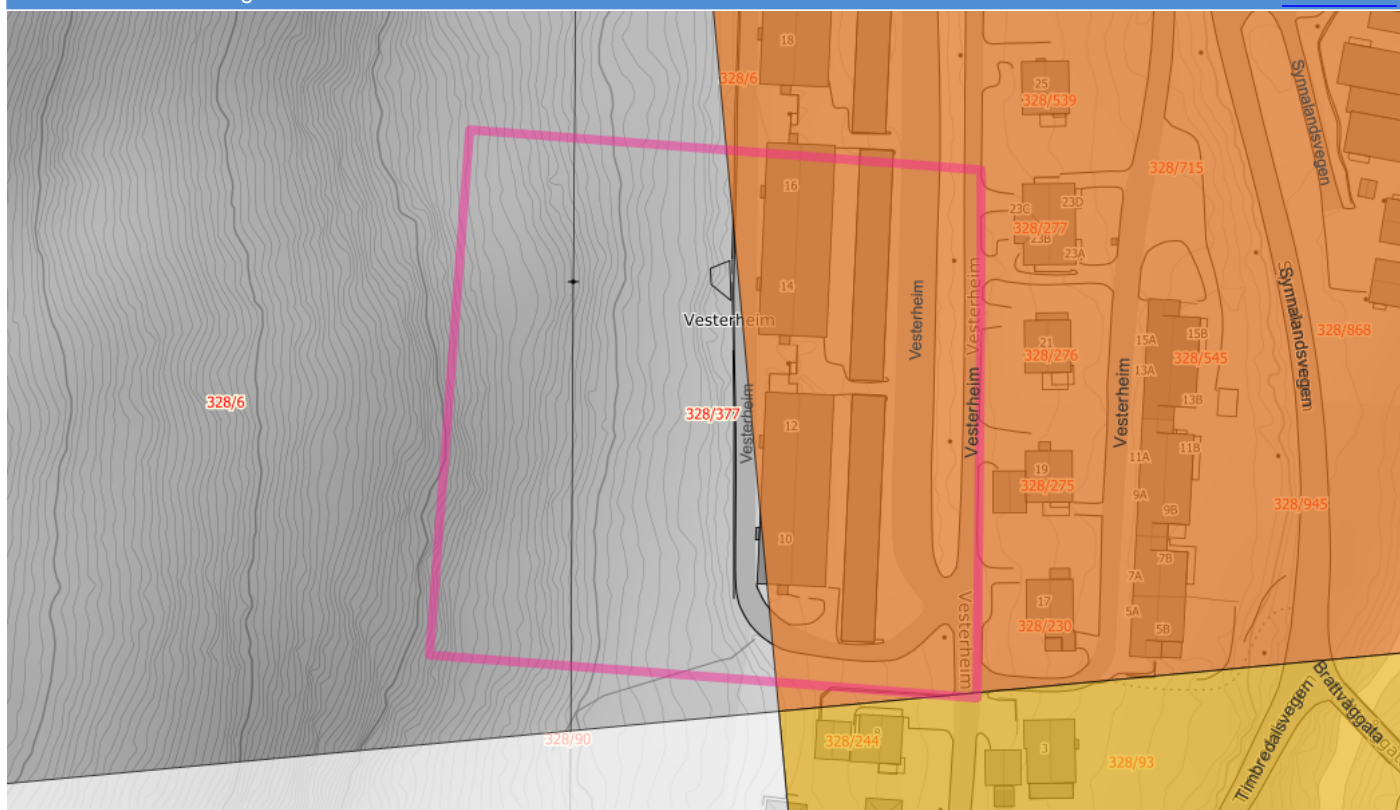 18
328/6
25
328/539
Synnalandsvegen
328/715
16
23C
23D
328/277
23B
23A
14
Vesterheim
Vesterheim
Vesterheim
Synnalandsvegen
328/868
15A
15B
21
328/276
328/545
13A
13B
328/6
328/377
Vesterheim
12
Vesterheim
Vesterheim
11A
11B
19
328/275
9A
9B
328/945
10
7B
7A
17
5A
328/230
5B
Vesterheim
328/90
328/244
3
328/93
Timbredalsvegen
Brattvåggata